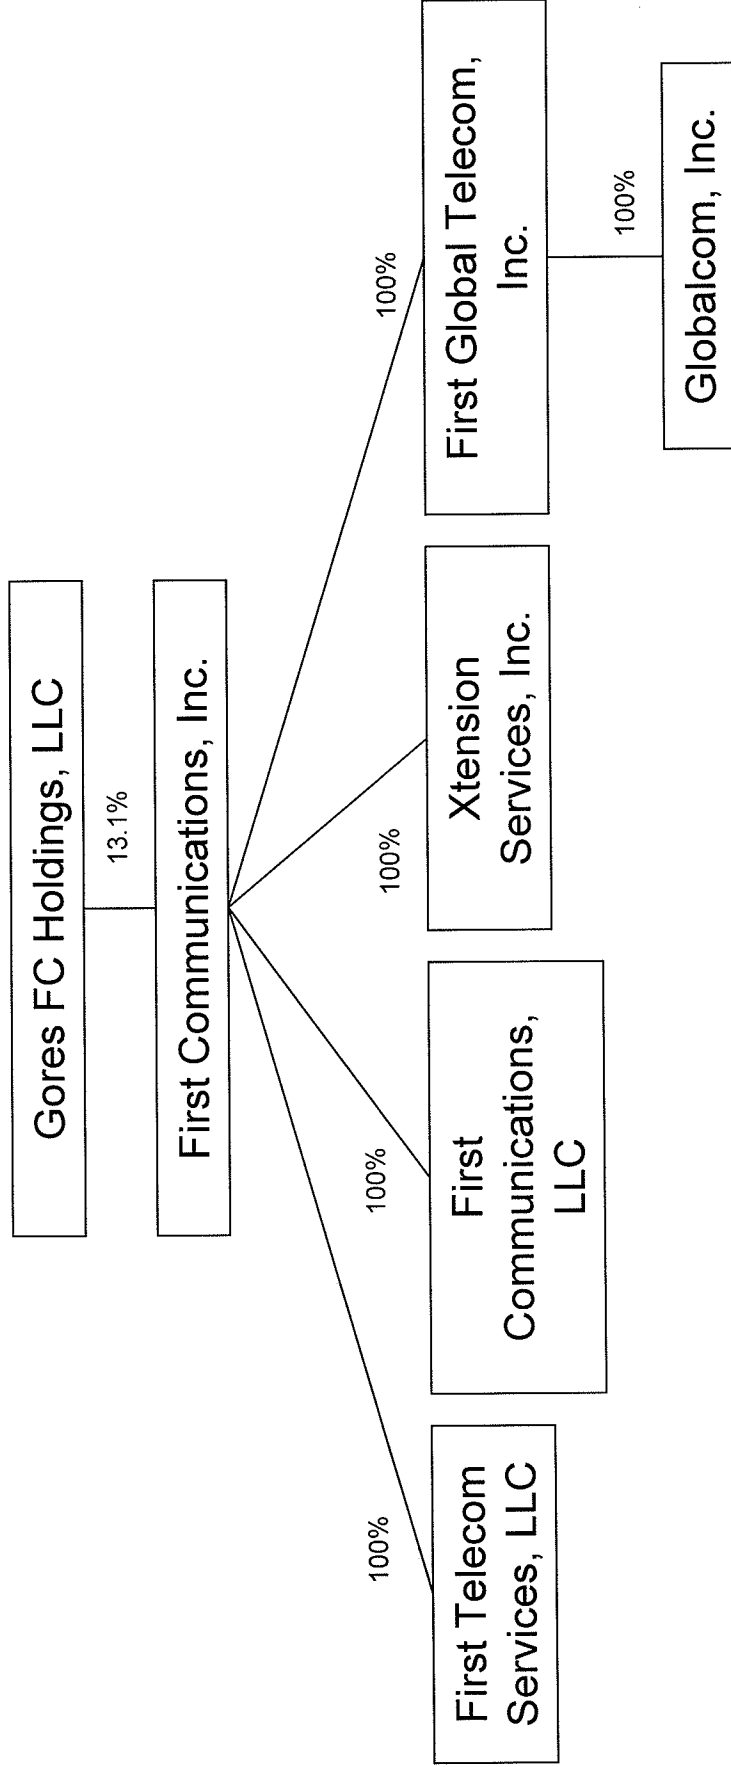 Gores FC Holdings, LLC
13.1%
First Communications, Inc.
100%
100%
100%
100%
First Telecom
Services, LLC
First
Communications,
LLC
Xtension
Services, Inc.
First Global Telecom,
Inc.
100%
Globalcom, Inc.